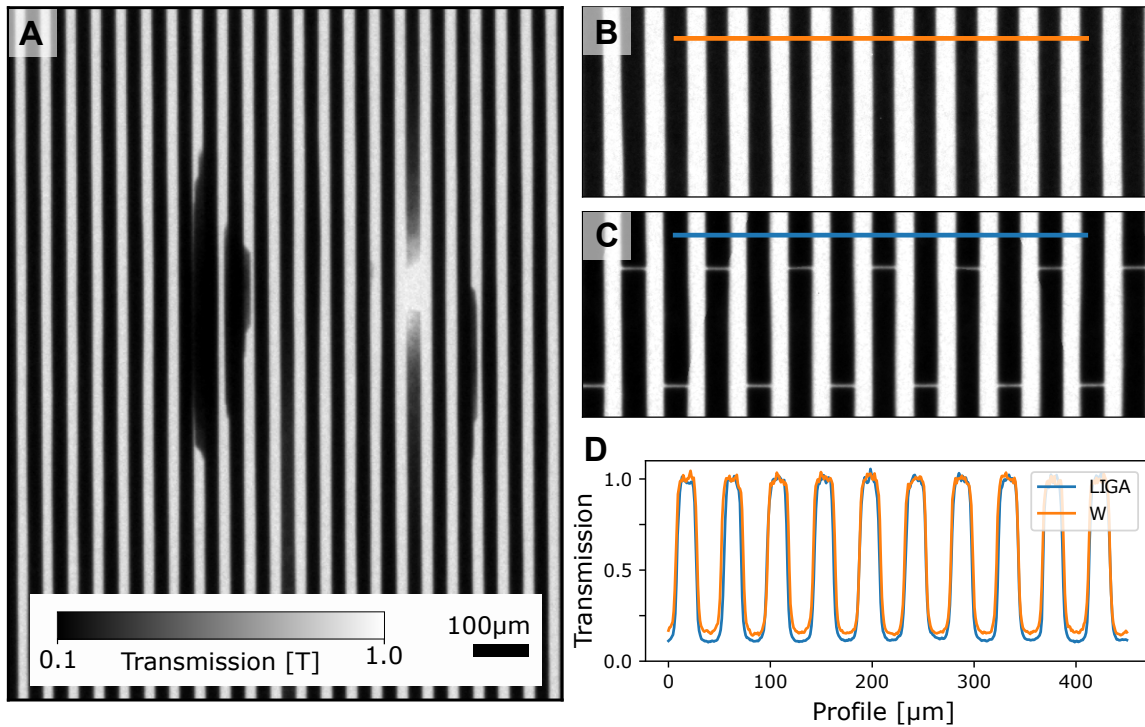 A
B
C
D
100µm
0.1
Transmission [T]
1.0
1.0
0.5
0.0
Transmission
LIGA
W
0
100
200
300
400
Profile [µm]